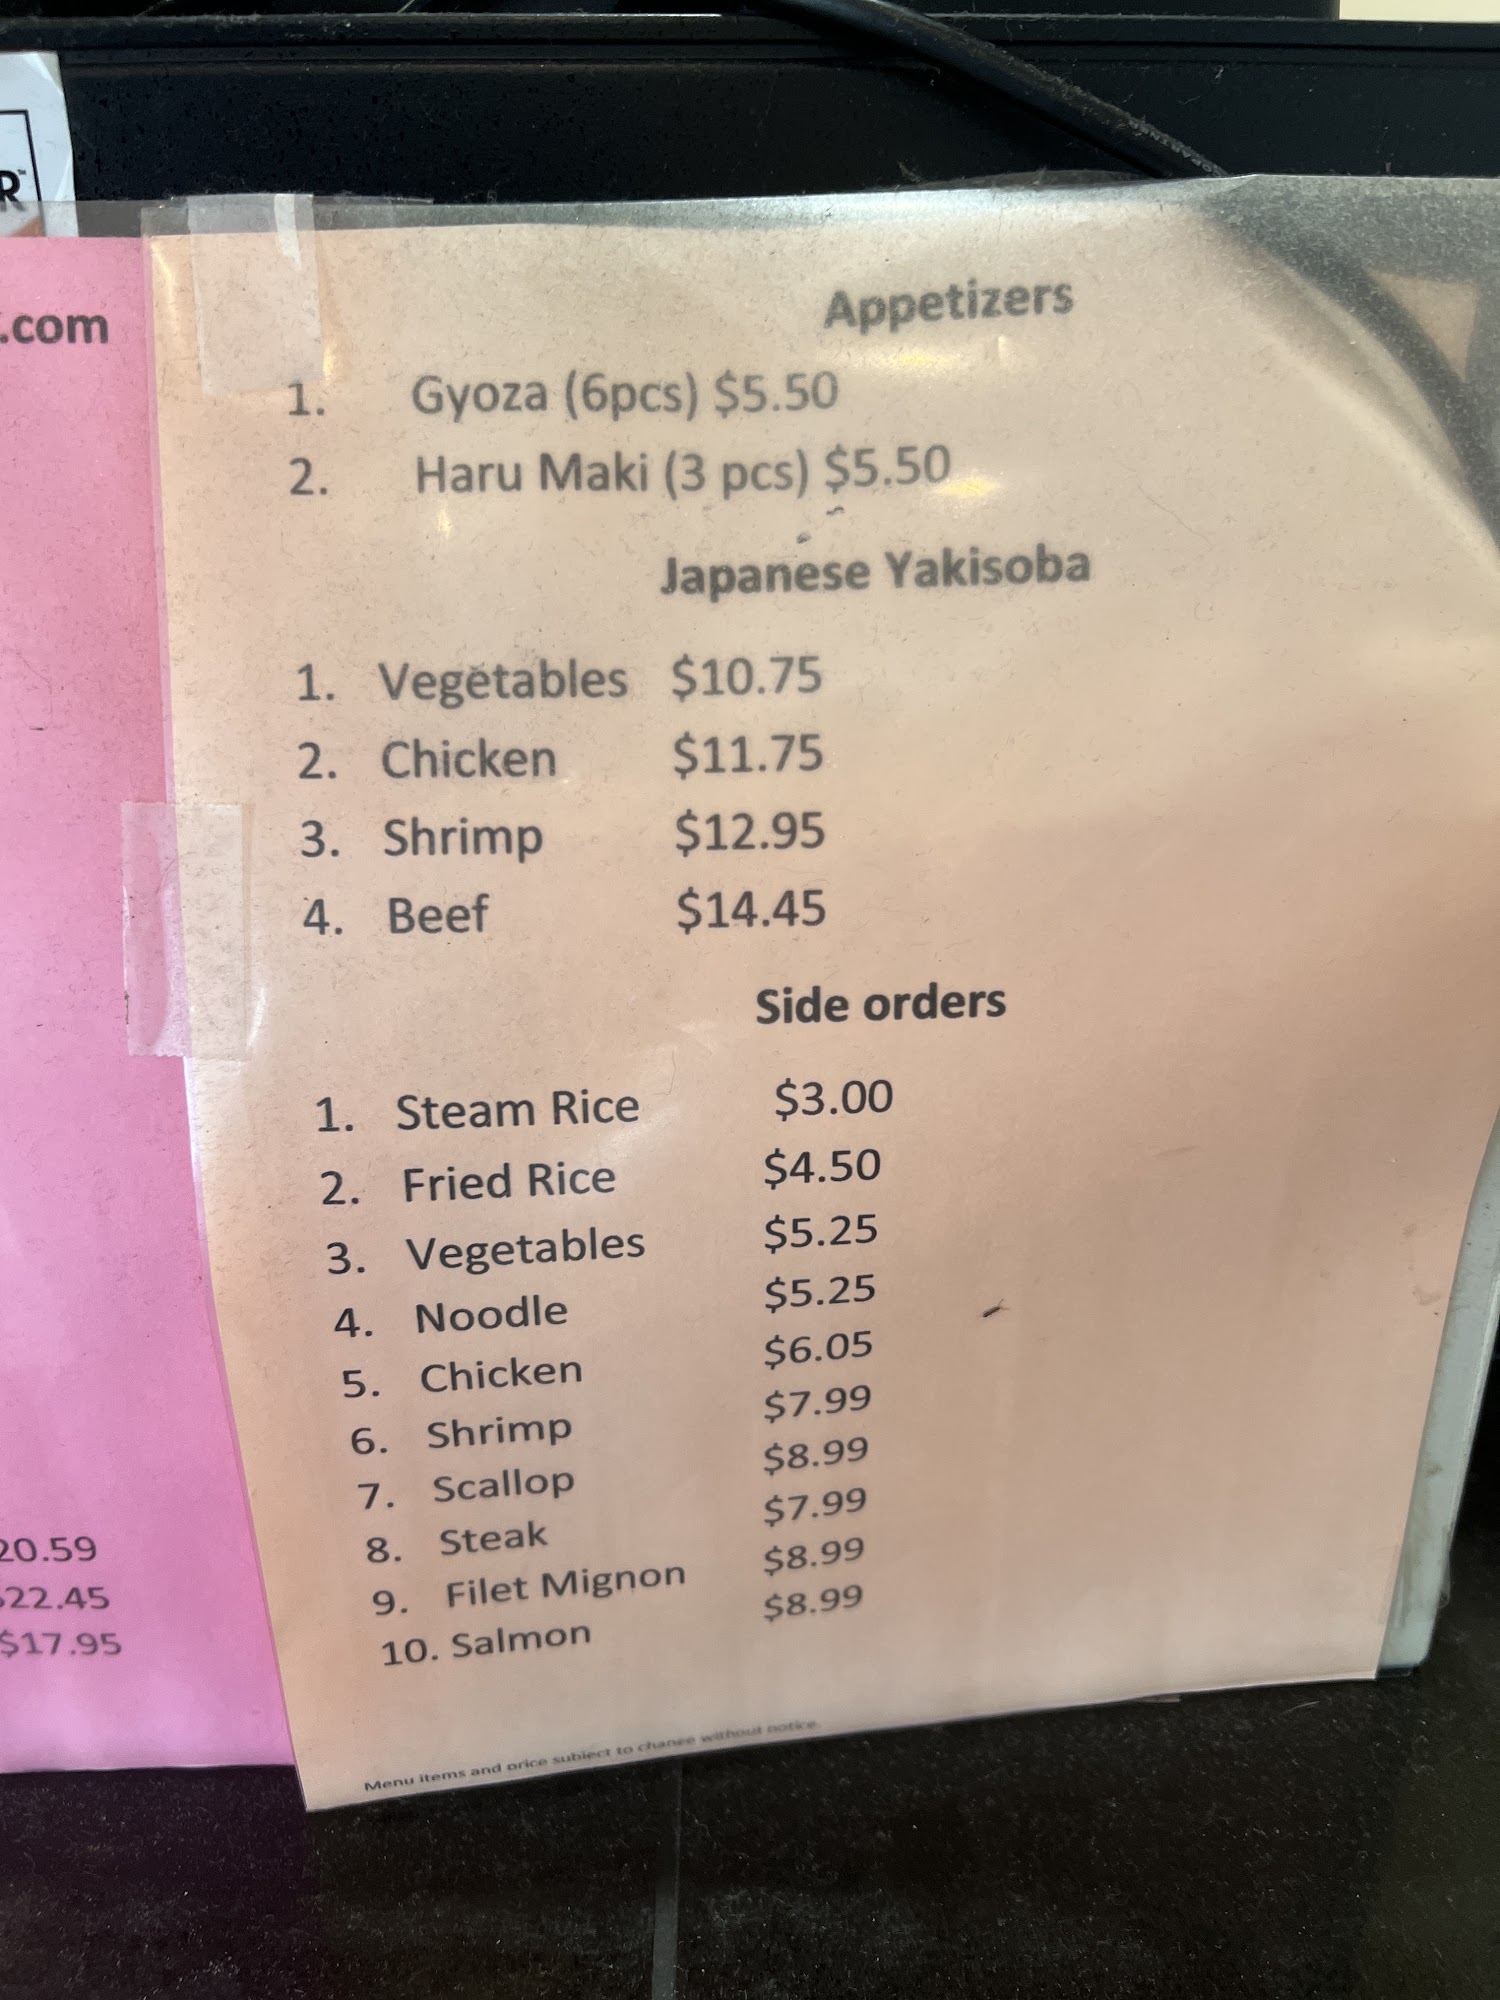 R™
.com
20.59
$22.45
$17.95
Appetizers
1. Gyoza (6pcs) $5.50
2. Haru Maki (3 pcs) $5.50
Japanese Yakisoba
1. Vegetables $10.75
2. Chicken $11.75
3. Shrimp $12.95
4. Beef $14.45
Side orders
1. Steam Rice $3.00
2. Fried Rice $4.50
3. Vegetables $5.25
4. Noodle $5.25
5. Chicken $6.05
6. Shrimp $7.99
7. Scallop $8.99
8. Steak $7.99
9. Filet Mignon $8.99
10. Salmon $8.99
Menu items and price subject to change without notice.